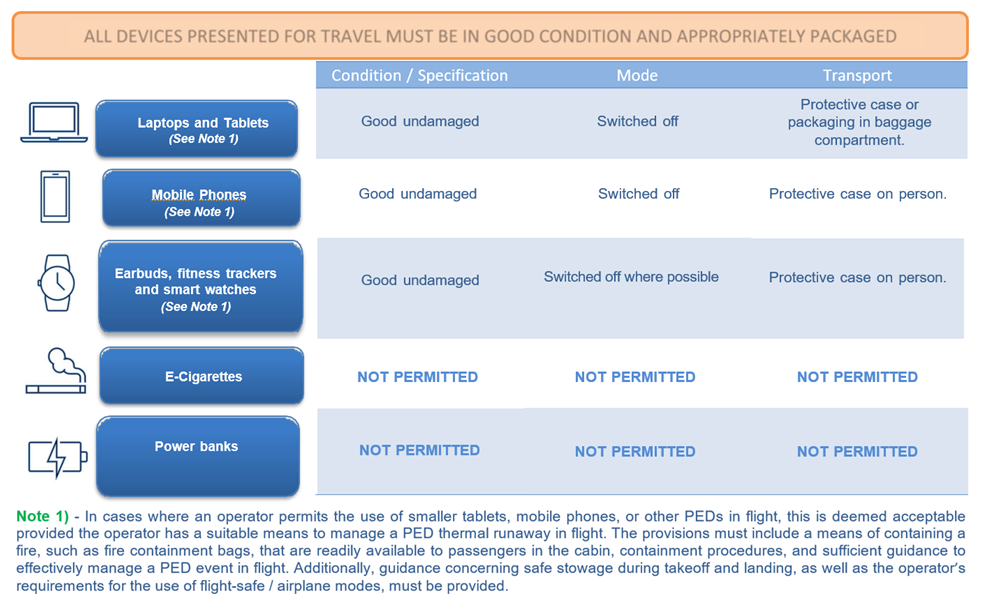 ALL DEVICES PRESENTED FOR TRAVEL MUST BE IN GOOD CONDITION AND APPROPRIATELY PACKAGED
Condition / Specification Mode Transport
Laptops and Tablets
(See Note 1)
Good undamaged
Switched off
Protective case or
packaging in baggage
compartment.
Mobile Phones
(See Note 1)
Good undamaged
Switched off
Protective case on person.
Earbuds, fitness trackers
and smart watches
(See Note 1)
Good undamaged
Switched off where possible
Protective case on person.
E-Cigarettes
NOT PERMITTED
NOT PERMITTED
NOT PERMITTED
Power banks
NOT PERMITTED
NOT PERMITTED
NOT PERMITTED
Note 1) - In cases where an operator permits the use of smaller tablets, mobile phones, or other PEDs in flight, this is deemed acceptable
provided the operator has a suitable means to manage a PED thermal runaway in flight. The provisions must include a means of containing a
fire, such as fire containment bags, that are readily available to passengers in the cabin, containment procedures, and sufficient guidance to
effectively manage a PED event in flight. Additionally, guidance concerning safe stowage during takeoff and landing, as well as the operator's
requirements for the use of flight-safe / airplane modes, must be provided.